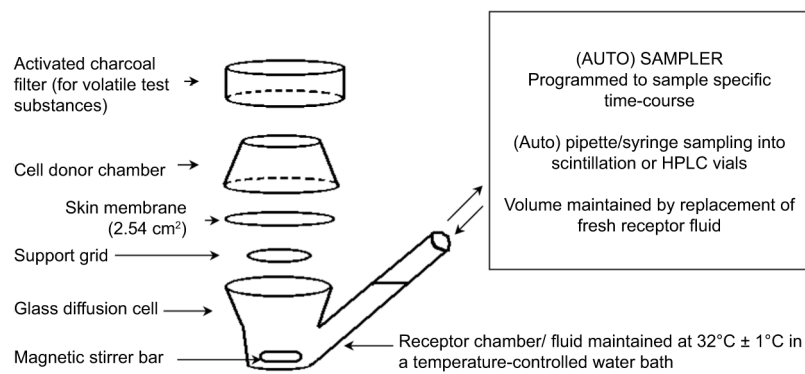 Activated charcoal
filter (for volatile test
substances)
Cell donor chamber
Skin membrane
(2.54 cm²)
Support grid
Glass diffusion cell
Magnetic stirrer bar
(AUTO) SAMPLER
Programmed to sample specific
time-course
(Auto) pipette/syringe sampling into
scintillation or HPLC vials
Volume maintained by replacement of
fresh receptor fluid
Receptor chamber/ fluid maintained at 32°C ± 1°C in
a temperature-controlled water bath